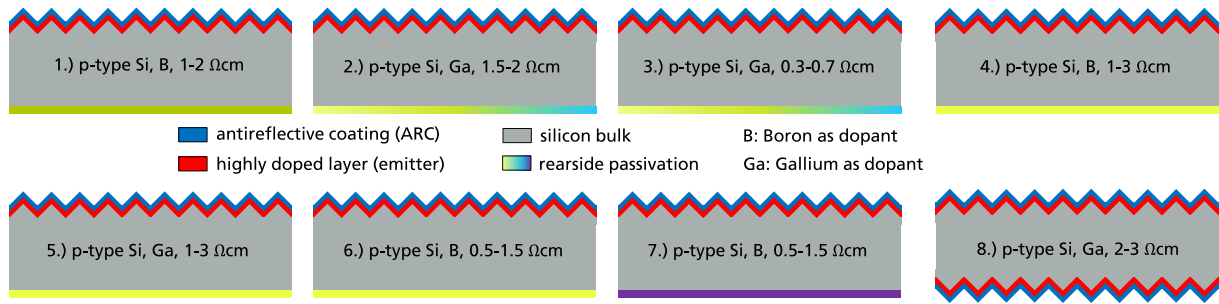 1.) p-type Si, B, 1-2 Ωcm
2.) p-type Si, Ga, 1.5-2 Ωcm
3.) p-type Si, Ga, 0.3-0.7 Ωcm
4.) p-type Si, B, 1-3 Ωcm
antireflective coating (ARC)
silicon bulk
B: Boron as dopant
highly doped layer (emitter)
rearside passivation
Ga: Gallium as dopant
5.) p-type Si, Ga, 1-3 Ωcm
6.) p-type Si, B, 0.5-1.5 Ωcm
7.) p-type Si, B, 0.5-1.5 Ωcm
8.) p-type Si, Ga, 2-3 Ωcm